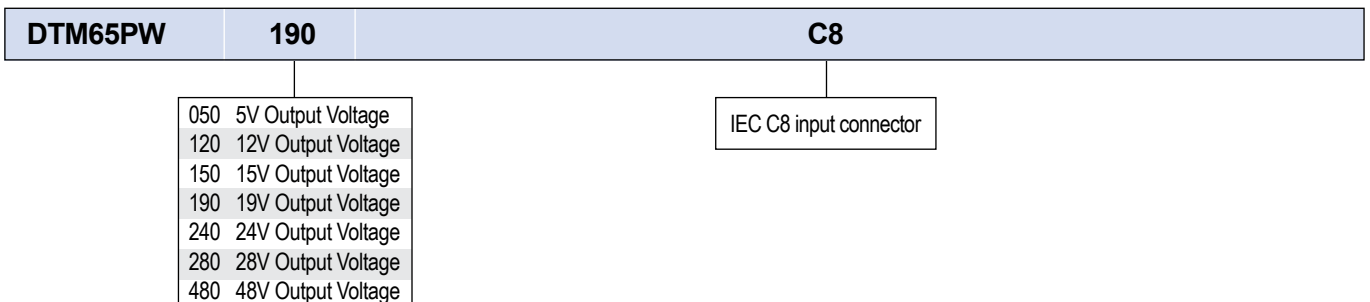 DTM65PW 190 C8
050 5V Output Voltage
120 12V Output Voltage
150 15V Output Voltage
190 19V Output Voltage
240 24V Output Voltage
280 28V Output Voltage
480 48V Output Voltage
IEC C8 input connector